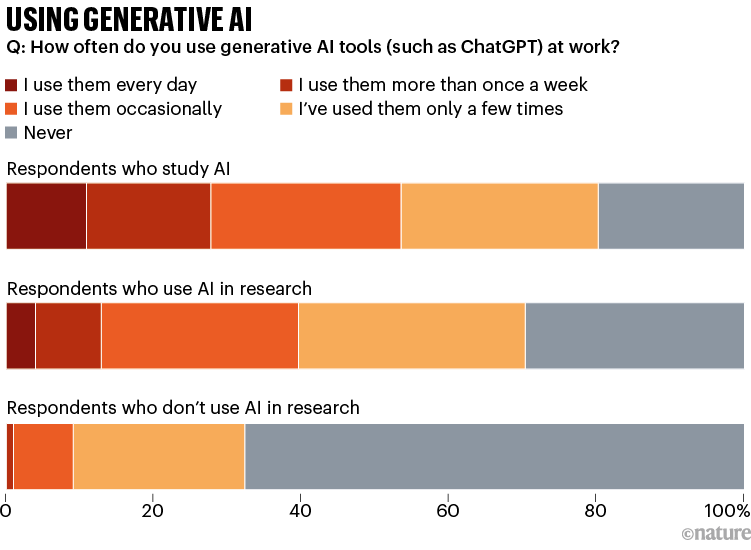 USING GENERATIVE AI
Q: How often do you use generative AI tools (such as ChatGPT) at work?
I use them every day
I use them more than once a week
I use them occasionally
I've used them only a few times
Never
Respondents who study AI
Respondents who use AI in research
Respondents who don't use AI in research
0 20 40 60 80 100%
©nature